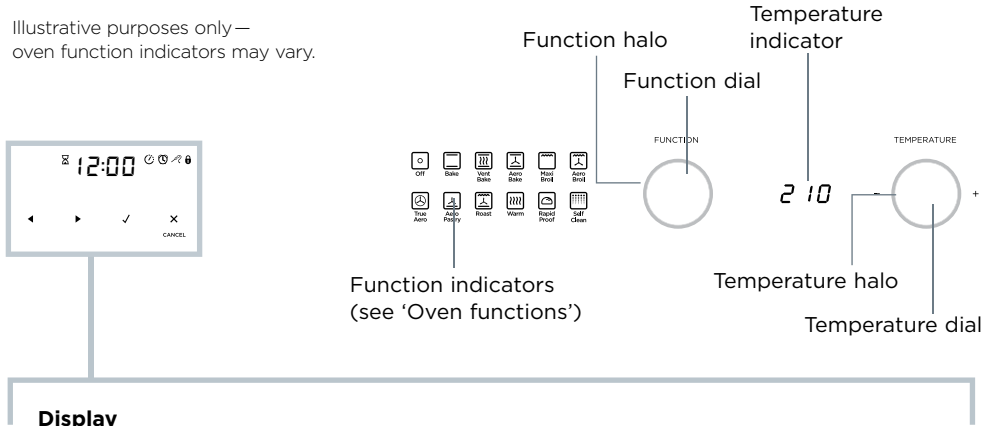 Illustrative purposes only—
oven function indicators may vary.
Function halo
Function dial
Temperature
indicator
12:00
CANCEL
Off
Bake
Vent
Bake
Aero
Bake
Maxi
Broil
Aero
Broil
True
Aero
Aero
Pastry
Roast
Warm
Rapid
Proof
Self
Clean
FUNCTION
210
TEMPERATURE
- +
Function indicators
(see ‘Oven functions’)
Temperature halo
Temperature dial
Display